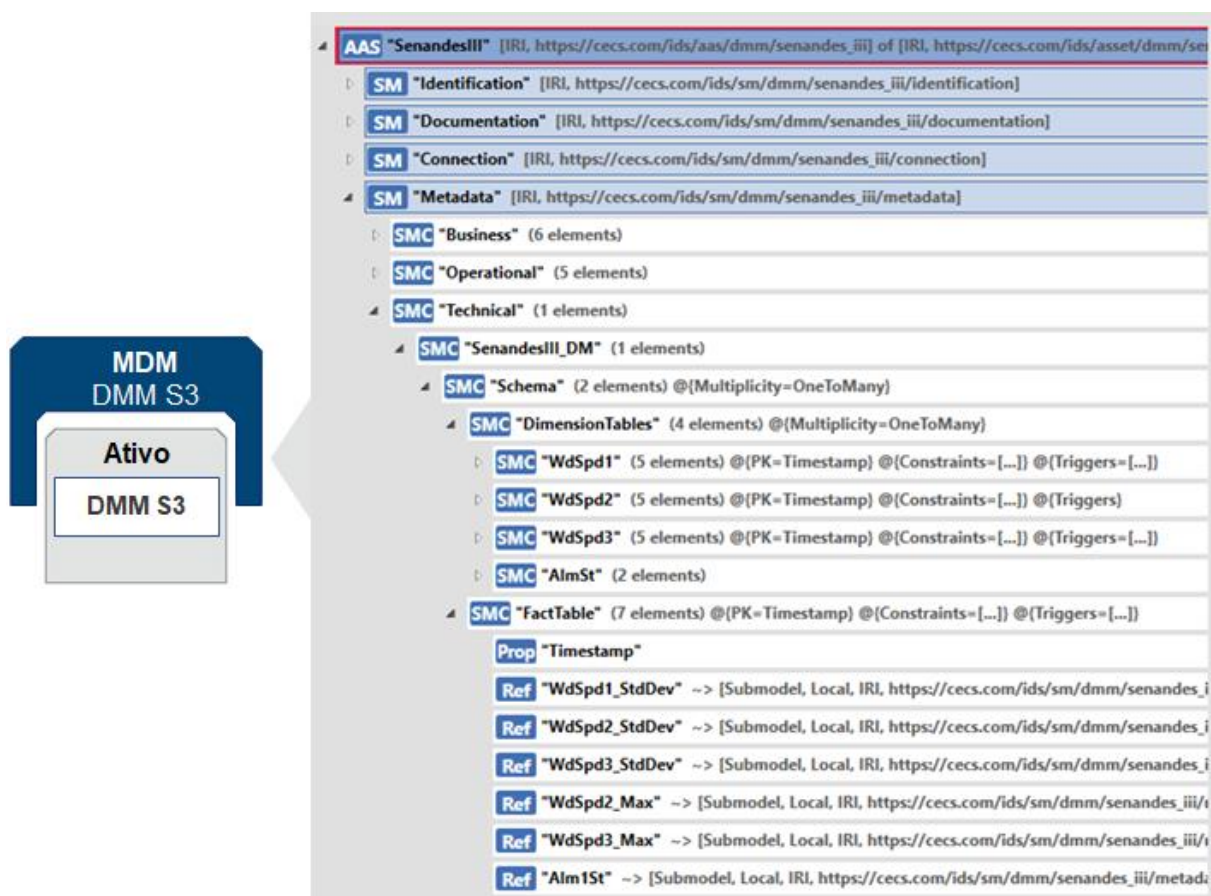 MDM
DMM S3
Ativo
DMM S3
AAS "SenandesIII" [IRI, https://cecs.com/ids/aas/dmm/senandes_iii] of [IRI, https://cecs.com/ids/asset/dmm/se
SM "Identification" [IRI, https://cecs.com/ids/sm/dmm/senandes_iii/identification]
SM "Documentation" [IRI, https://cecs.com/ids/sm/dmm/senandes_iii/documentation]
SM "Connection" [IRI, https://cecs.com/ids/sm/dmm/senandes_iii/connection]
SM "Metadata" [IRI, https://cecs.com/ids/sm/dmm/senandes_iii/metadata]
SMC "Business" (6 elements)
SMC "Operational" (5 elements)
SMC "Technical" (1 elements)
SMC "SenandesIII_DM" (1 elements)
SMC "Schema" (2 elements) @{Multiplicity=OneToMany}
SMC "DimensionTables" (4 elements) @{Multiplicity=OneToMany}
SMC "WdSpd1" (5 elements) @{PK=Timestamp} @{Constraints=[...]} @{Triggers=[...]}
SMC "WdSpd2" (5 elements) @{PK=Timestamp} @{Constraints=[...]} @{Triggers}
SMC "WdSpd3" (5 elements) @{PK=Timestamp} @{Constraints=[...]} @{Triggers=[...]}
SMC "AlmSt" (2 elements)
SMC "FactTable" (7 elements) @{PK=Timestamp} @{Constraints=[...]} @{Triggers=[...]}
Prop "Timestamp"
Ref "WdSpd1_StdDev" ~> [Submodel, Local, IRI, https://cecs.com/ids/sm/dmm/senandes_i
Ref "WdSpd2_StdDev" ~> [Submodel, Local, IRI, https://cecs.com/ids/sm/dmm/senandes_i
Ref "WdSpd3_StdDev" ~> [Submodel, Local, IRI, https://cecs.com/ids/sm/dmm/senandes_i
Ref "WdSpd2_Max" ~> [Submodel, Local, IRI, https://cecs.com/ids/sm/dmm/senandes_iii/
Ref "WdSpd3_Max" ~> [Submodel, Local, IRI, https://cecs.com/ids/sm/dmm/senandes_iii/
Ref "Alm1St" ~> [Submodel, Local, IRI, https://cecs.com/ids/sm/dmm/senandes_iii/metad